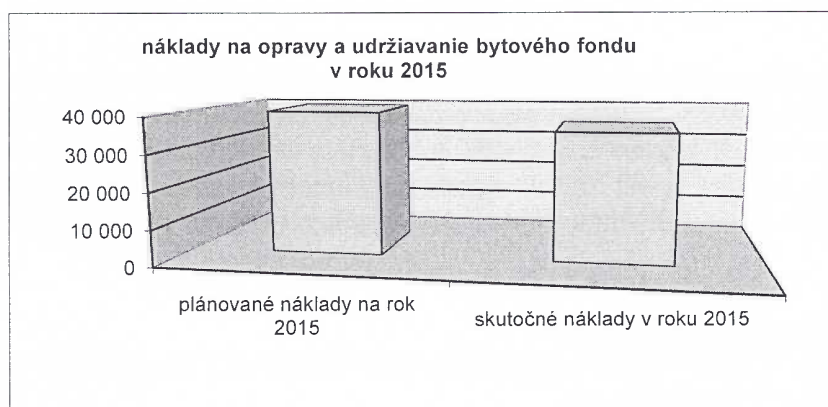 náklady na opravy a udržiavanie bytového fondu
v roku 2015
40 000
30 000
20 000
10 000
0
plánované náklady na rok
2015
skutočné náklady v roku 2015